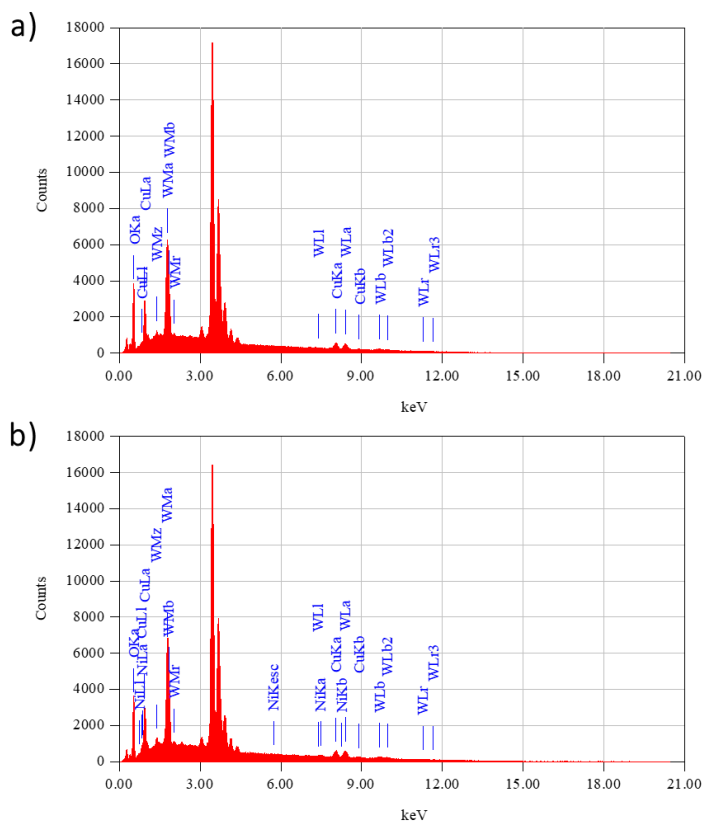 a)
18000
16000
14000
12000
10000
8000
6000
4000
2000
0
Counts
OKa
CuLl
CuLa
WMz
WMa
WMb
WMr
WLl
CuKa
WLa
CuKb
WLb
WLb2
WLr
WLr3
0.00 3.00 6.00 9.00 12.00 15.00 18.00 21.00
keV
b)
18000
16000
14000
12000
10000
8000
6000
4000
2000
0
Counts
OKa
NiLl
NiLa
CuLl
CuLa
WMz
WMb
WMa
WMr
NiKesc
WLl
NiKa
CuKa
NiKb
WLa
CuKb
WLb
WLb2
WLr
WLr3
0.00 3.00 6.00 9.00 12.00 15.00 18.00 21.00
keV